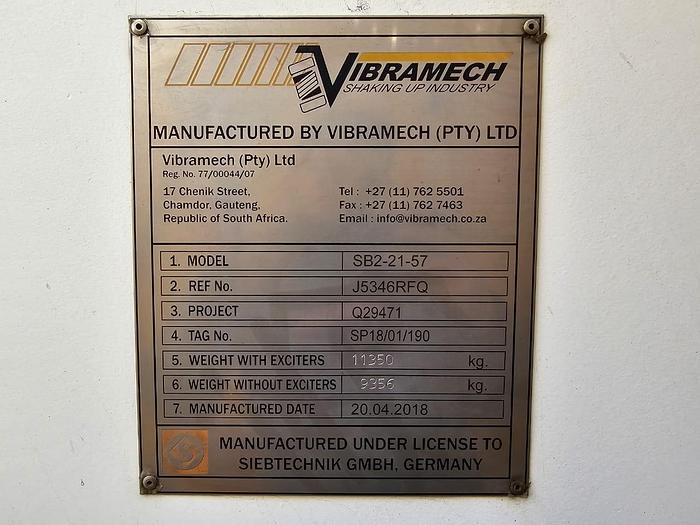 VIBRAMECH
SHAKING UP INDUSTRY
MANUFACTURED BY VIBRAMECH (PTY) LTD
Vibramech (Pty) Ltd
Reg. No. 77/00044/07
17 Chenik Street, Tel : +27 (11) 762 5501
Chamdor, Gauteng, Fax : +27 (11) 762 7463
Republic of South Africa. Email : info@vibramech.co.za
1. MODEL SB2-21-57
2. REF No. J5346RFQ
3. PROJECT Q29471
4. TAG No. SP18/01/190
5. WEIGHT WITH EXCITERS 11350 kg.
6. WEIGHT WITHOUT EXCITERS 9356 kg.
7. MANUFACTURED DATE 20.04.2018
MANUFACTURED UNDER LICENSE TO
SIEBTECHNIK GMBH, GERMANY